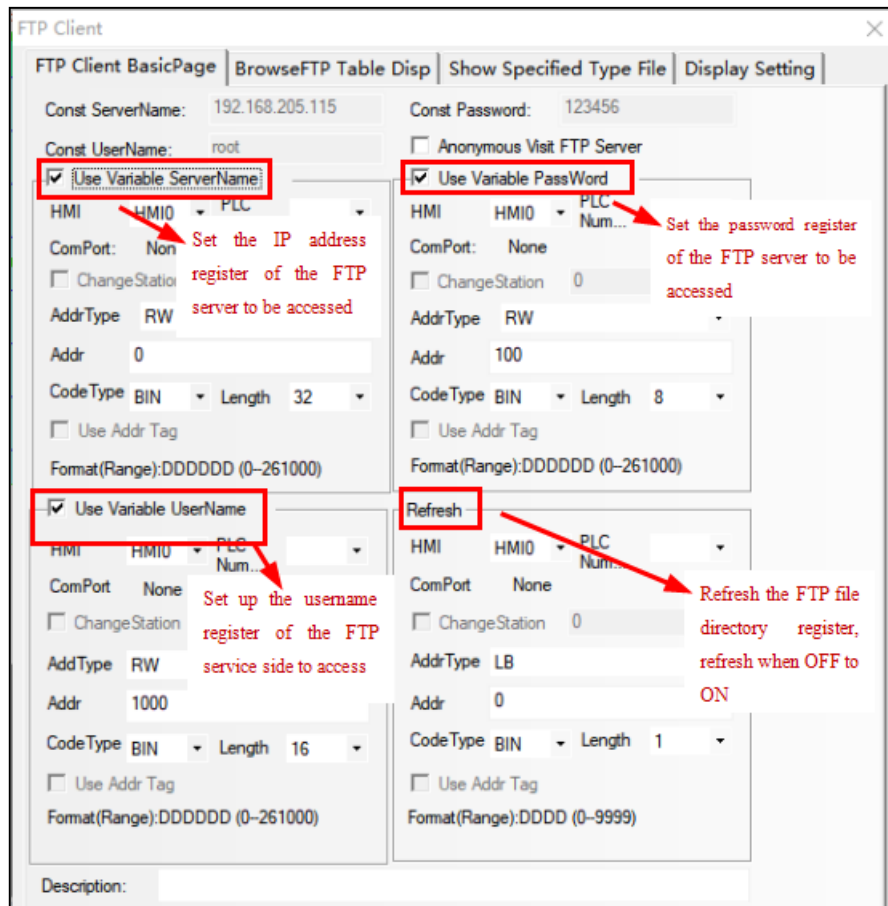 FTP Client
FTP Client BasicPage BrowseFTP Table Disp Show Specified Type File Display Setting
Const ServerName: 192.168.205.115 Const Password: 123456
Const UserName: root Anonymous Visit FTP Server
Use Variable ServerName Use Variable PassWord
HMI HMI0 PLC HMI HMI0 PLC Num...
ComPort: Non ComPort: None
Set the IP address
register of the FTP
server to be accessed
Set the password register
of the FTP server to be
accessed
ChangeStatio ChangeStation 0
AddrType RW AddrType RW
Addr 0 Addr 100
CodeType BIN Length 32 CodeType BIN Length 8
Use Addr Tag Use Addr Tag
Format(Range):DDDDDD (0--261000) Format(Range):DDDDDD (0--261000)
Use Variable UserName Refresh
HMI HMI0 PLC Num... HMI HMI0 PLC Num...
ComPort None ComPort None
Set up the username
register of the FTP
service side to access
Refresh the FTP file
directory register,
refresh when OFF to
ON
ChangeStation ChangeStation 0
AddType RW AddrType LB
Addr 1000 Addr 0
CodeType BIN Length 16 CodeType BIN Length 1
Use Addr Tag Use Addr Tag
Format(Range):DDDDDD (0--261000) Format(Range):DDDD (0--9999)
Description: